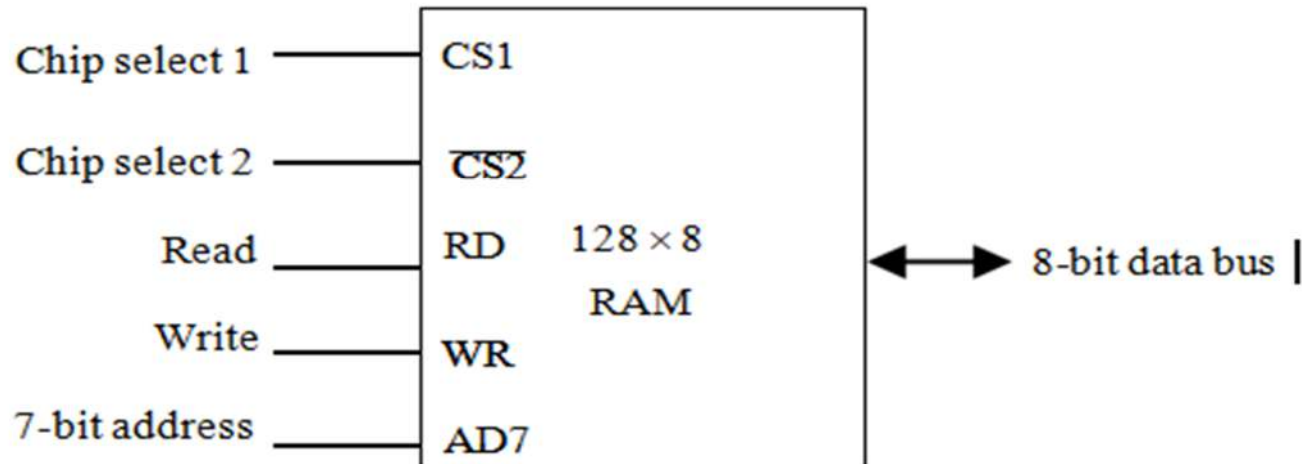 Chip select 1 CS1
Chip select 2 C̅S̅2̅
Read RD 128 × 8
RAM
8-bit data bus
Write WR
7-bit address AD7